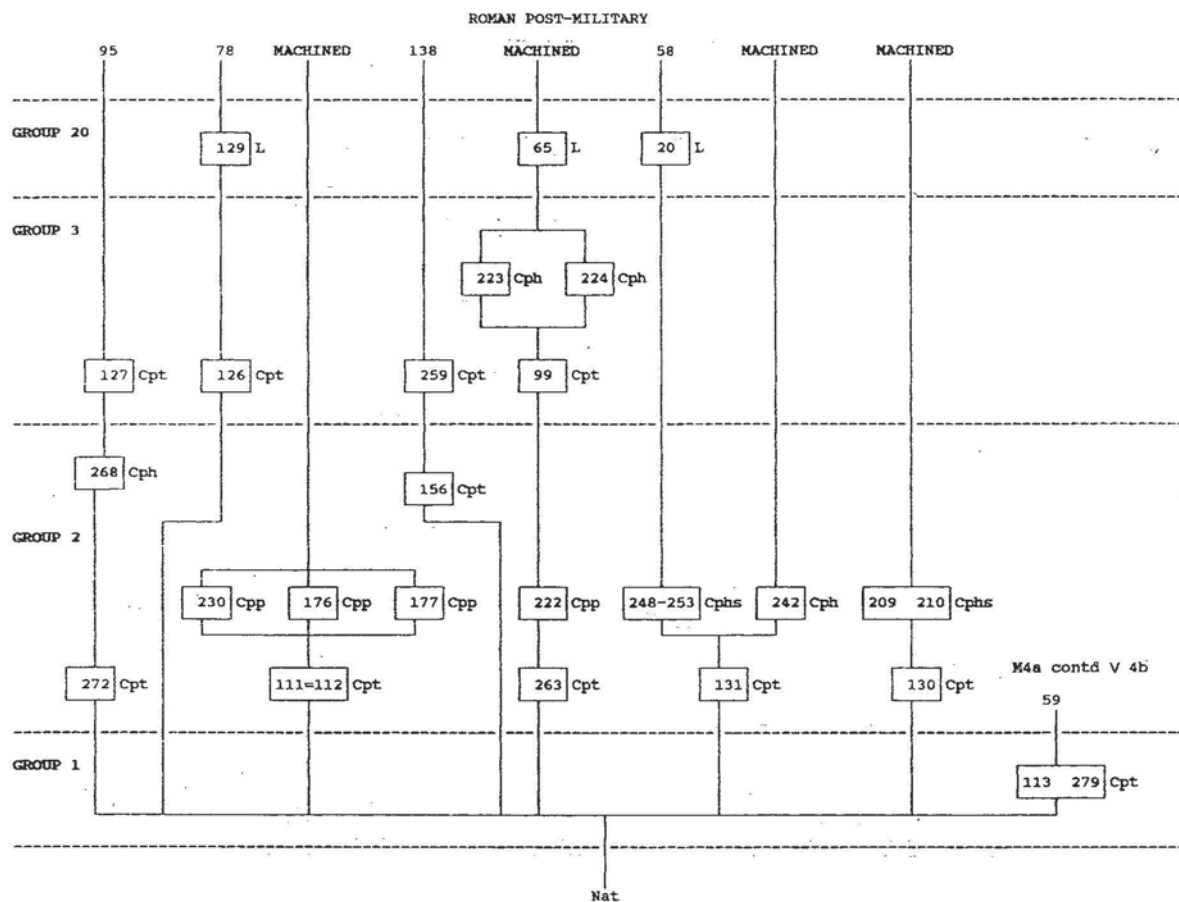 ROMAN POST-MILITARY
95 78 MACHINED 138 MACHINED 58 MACHINED MACHINED
GROUP 20
129 L 65 L 20 L
GROUP 3
223 Cph 224 Cph
127 Cpt 126 Cpt 259 Cpt 99 Cpt
268 Cph 156 Cpt
GROUP 2
230 Cpp 176 Cpp 177 Cpp 222 Cpp 248-253 Cphs 242 Cph 209 210 Cphs
M4a contd V 4b
272 Cpt 111=112 Cpt 263 Cpt 131 Cpt 130 Cpt
59
GROUP 1
113 279 Cpt
Nat